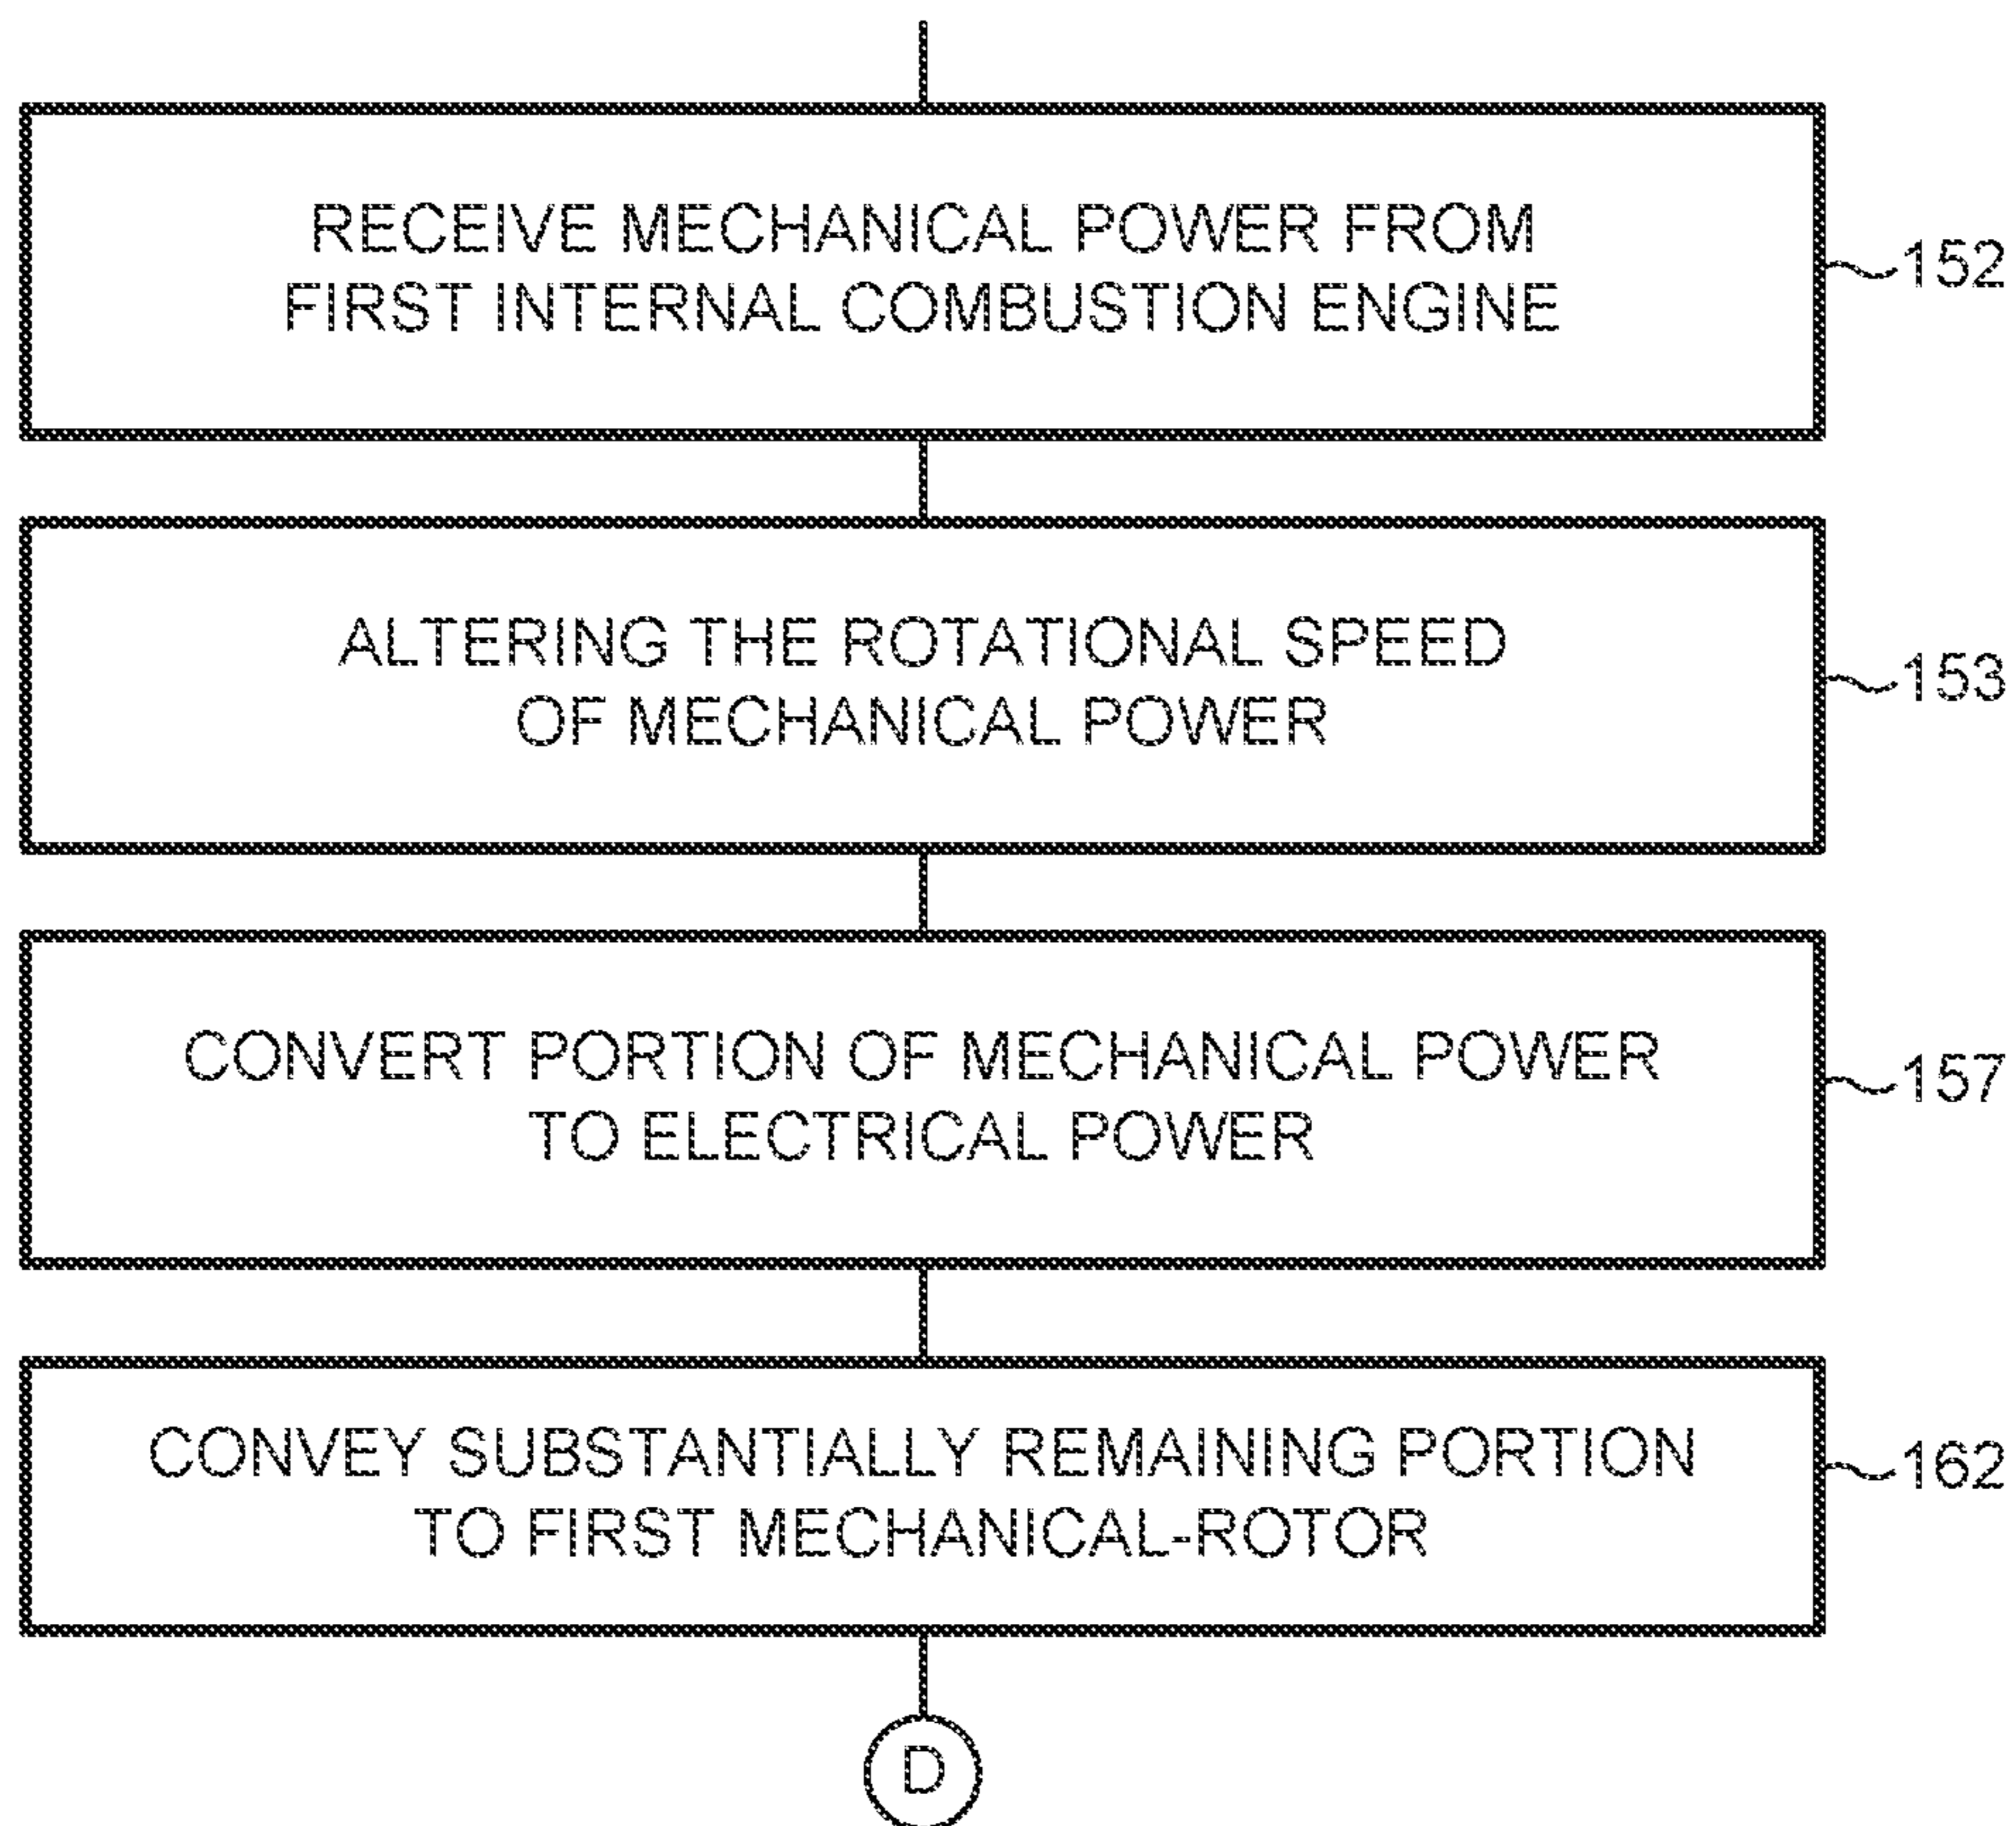 RECEIVE MECHANICAL POWER FROM
FIRST INTERNAL COMBUSTION ENGINE
152
ALTERING THE ROTATIONAL SPEED
OF MECHANICAL POWER
153
CONVERT PORTION OF MECHANICAL POWER
TO ELECTRICAL POWER
157
CONVEY SUBSTANTIALLY REMAINING PORTION
TO FIRST MECHANICAL-ROTOR
162
D